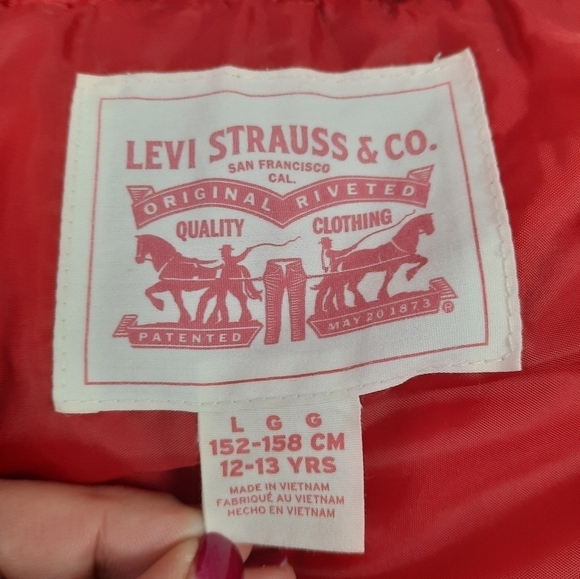 LEVI STRAUSS & CO.
SAN FRANCISCO
CAL.
ORIGINAL RIVETED
QUALITY CLOTHING
PATENTED MAY 20 1873 ®
L G G
152-158 CM
12-13 YRS
MADE IN VIETNAM
FABRIQUÉ AU VIETNAM
HECHO EN VIETNAM